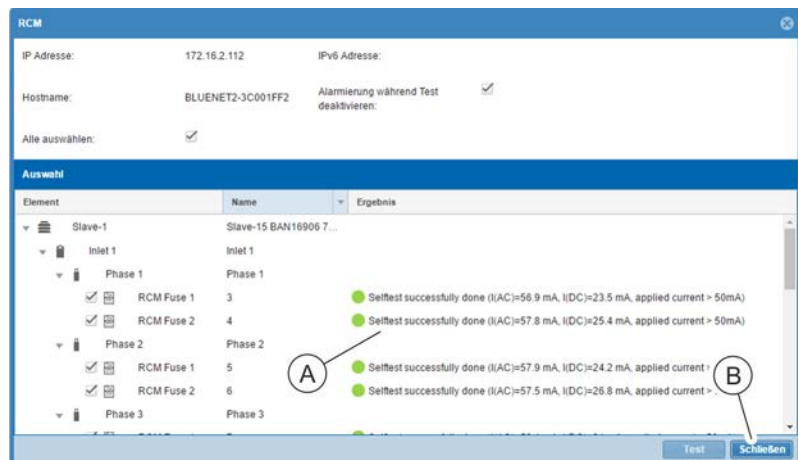 RCM
IP Adresse: 172.16.2.112 IPv6 Adresse:
Hostname: BLUENET2-3C001FF2 Alarmierung während Test deaktivieren:
Alle auswählen:
Auswahl
Element Name Ergebnis
Slave-1 Slave-15 BAN16906 7...
Inlet 1 Inlet 1
Phase 1 Phase 1
RCM Fuse 1 3 Selftest successfully done (I(AC)=56.9 mA, I(DC)=23.5 mA, applied current > 50mA)
RCM Fuse 2 4 Selftest successfully done (I(AC)=57.8 mA, I(DC)=25.4 mA, applied current > 50mA)
Phase 2 Phase 2
A
RCM Fuse 1 5 Selftest successfully done (I(AC)=57.9 mA, I(DC)=24.2 mA, applied current >
B
RCM Fuse 2 6 Selftest successfully done (I(AC)=57.5 mA, I(DC)=26.8 mA, applied current >
Phase 3 Phase 3
Test Schließen